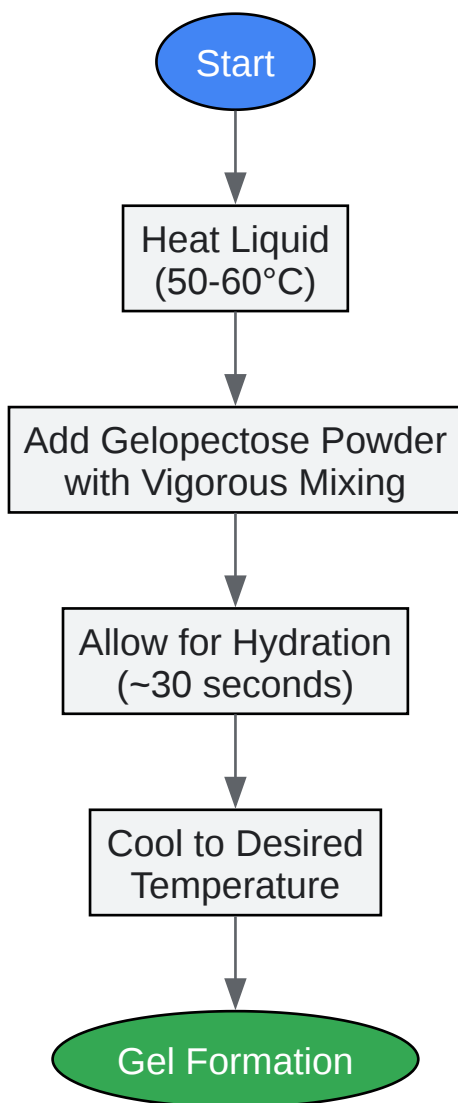 Start
Heat Liquid
(50-60°C)
Add Gelopectose Powder
with Vigorous Mixing
Allow for Hydration
(~30 seconds)
Cool to Desired
Temperature
Gel Formation